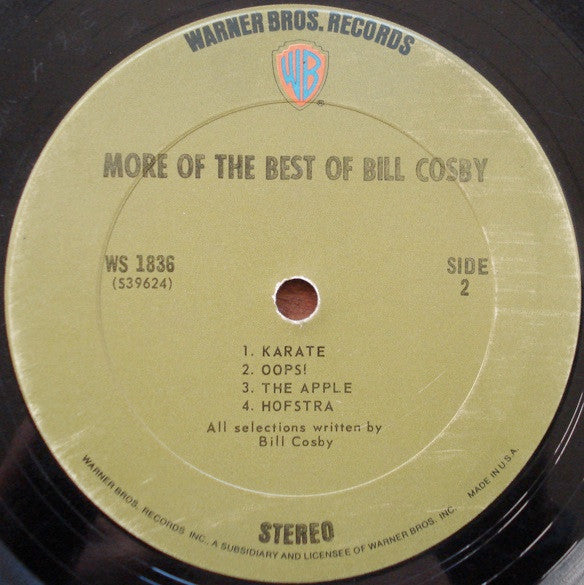 WARNER BROS. RECORDS
WB
®
MORE OF THE BEST OF BILL COSBY
WS 1836
(S39624)
SIDE
2
1. KARATE
2. OOPS!
3. THE APPLE
4. HOFSTRA
All selections written by
Bill Cosby
STEREO
WARNER BROS. RECORDS INC., A SUBSIDIARY AND LICENSEE OF WARNER BROS. INC.
MADE IN U.S.A.